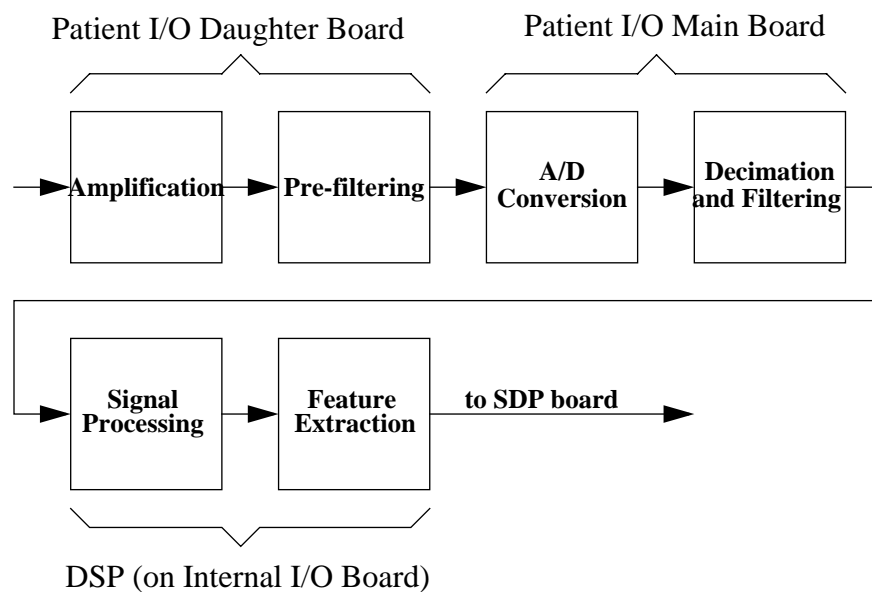 Patient I/O Daughter Board
Patient I/O Main Board
Amplification
Pre-filtering
A/D
Conversion
Decimation
and Filtering
Signal
Processing
Feature
Extraction
to SDP board
DSP (on Internal I/O Board)